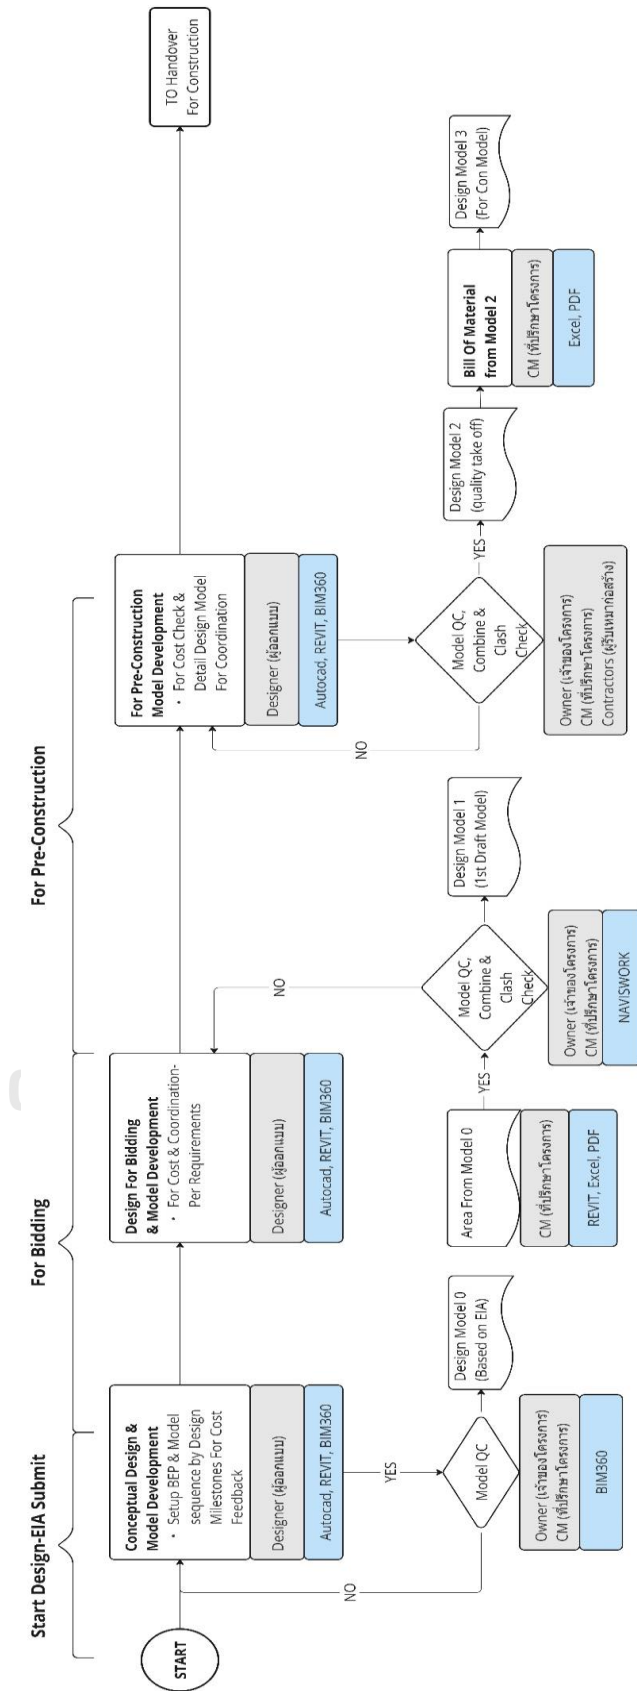 Start Design-EIA Submit
For Bidding
For Pre-Construction
START
Conceptual Design &
Model Development
• Setup BEP & Model
sequence by Design
Milestones For Cost
Feedback
Designer (ผู้ออกแบบ)
Autocad, REVIT, BIM360
YES
NO
Model QC
Owner (เจ้าของโครงการ)
CM (ที่ปรึกษาโครงการ)
BIM360
Design Model 0
(Based on EIA)
Design For Bidding
& Model Development
• For Cost & Coordination-
Per Requirements
Designer (ผู้ออกแบบ)
Autocad, REVIT, BIM360
Area From Model 0
CM (ที่ปรึกษาโครงการ)
REVIT, Excel, PDF
YES
NO
Model QC,
Combine &
Clash
Check
Owner (เจ้าของโครงการ)
CM (ที่ปรึกษาโครงการ)
NAVISWORK
Design Model 1
(1st Draft Model)
For Pre-Construction
Model Development
• For Cost Check &
Detail Design Model
For Coordination
Designer (ผู้ออกแบบ)
Autocad, REVIT, BIM360
NO
Model QC,
Combine &
Clash
Check
Owner (เจ้าของโครงการ)
CM (ที่ปรึกษาโครงการ)
Contractors (ผู้รับเหมาก่อสร้าง)
YES
Design Model 2
(quality take off)
Bill Of Material
from Model 2
CM (ที่ปรึกษาโครงการ)
Excel, PDF
Design Model 3
(For Con Model)
TO Handover
For Construction